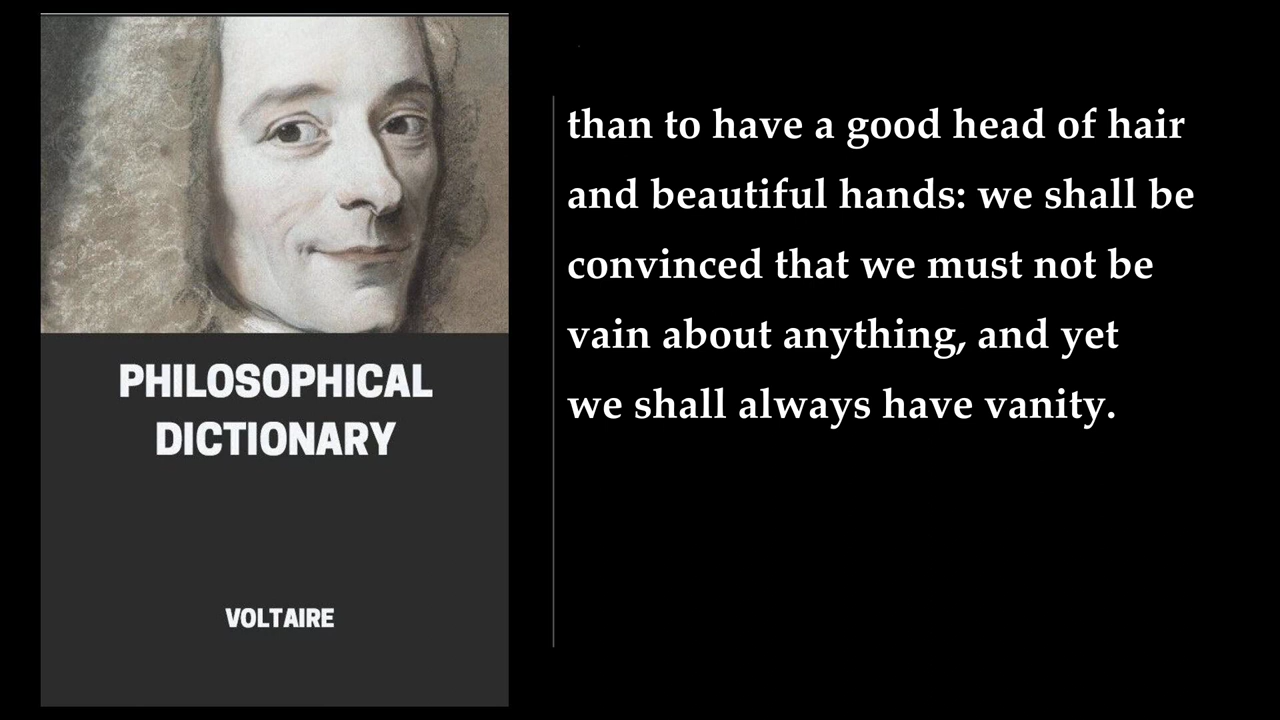 PHILOSOPHICAL
DICTIONARY
VOLTAIRE
than to have a good head of hair
and beautiful hands: we shall be
convinced that we must not be
vain about anything, and yet
we shall always have vanity.